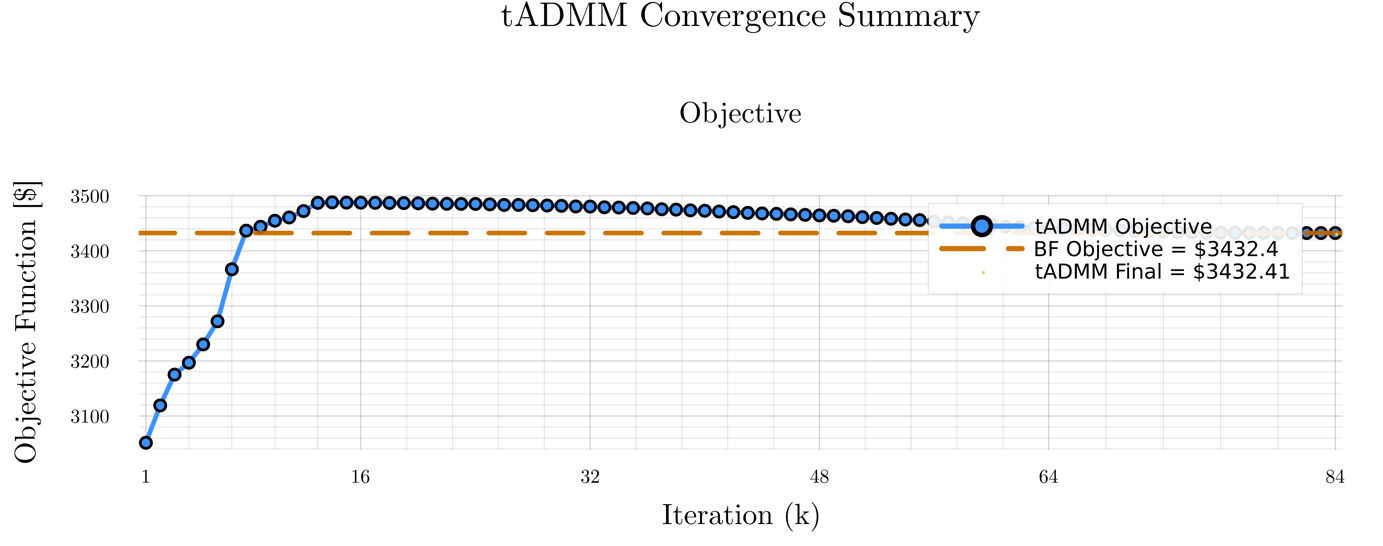 tADMM Convergence Summary
Objective
Objective Function [$]
3500
3400
3300
3200
3100
tADMM Objective
BF Objective = $3432.4
tADMM Final = $3432.41
1 16 32 48 64 84
Iteration (k)